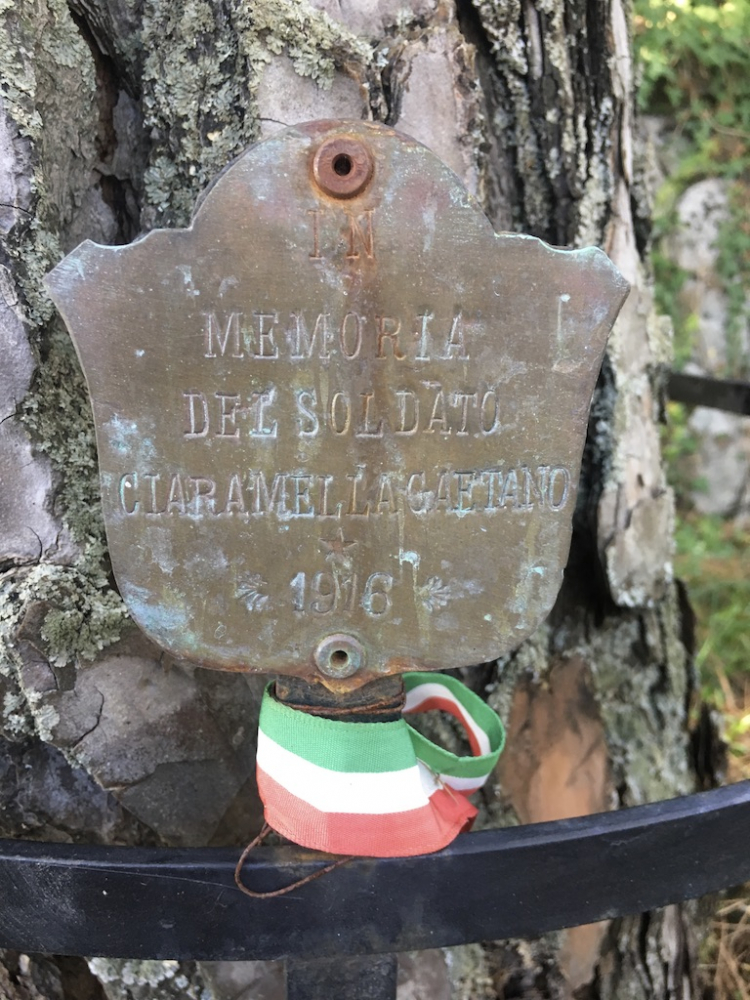 IN
MEMORIA
DEL SOLDATO
CIARAMELLA GAETANO
1916